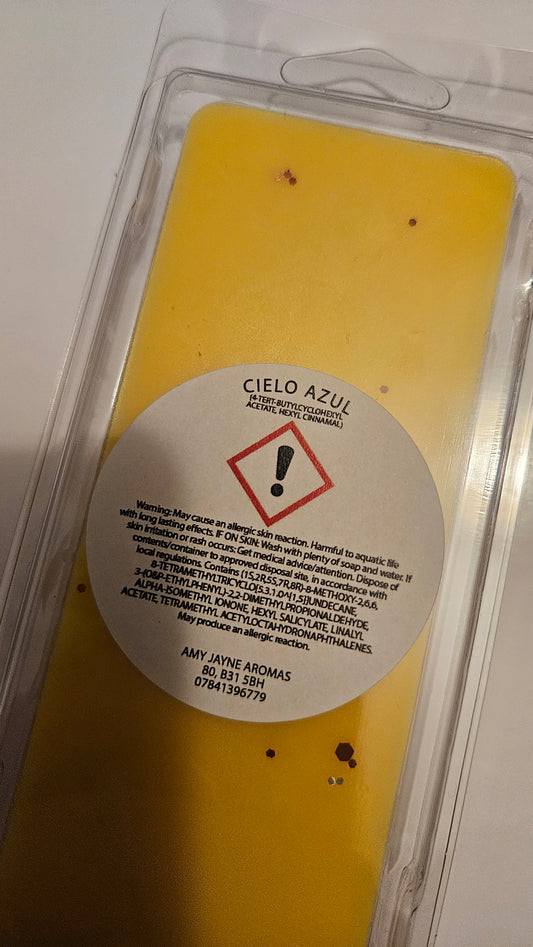 CIELO AZUL
(4-TERT-BUTYLCYCLOHEXYL
ACETATE, HEXYL CINNAMAL)
Warning: May cause an allergic skin reaction. Harmful to aquatic life
with long lasting effects. IF ON SKIN: Wash with plenty of soap and water. If
skin irritation or rash occurs: Get medical advice/attention. Dispose of
contents/container to approved disposal site, in accordance with
local regulations. Contains (1S,2R,5S,7R,8R)-8-METHOXY-2,6,6,
8-TETRAMETHYLTRICYCLO[5.3.1.0^{1,5}]UNDECANE,
3-(O&P-ETHYLPHENYL)-2,2-DIMETHYLPROPIONALDEHYDE,
ALPHA-ISOMETHYL IONONE, HEXYL SALICYLATE, LINALYL
ACETATE, TETRAMETHYL ACETYLOCTAHYDRONAPHTHALENES.
May produce an allergic reaction.
AMY JAYNE AROMAS
80, B31 5BH
07841396779